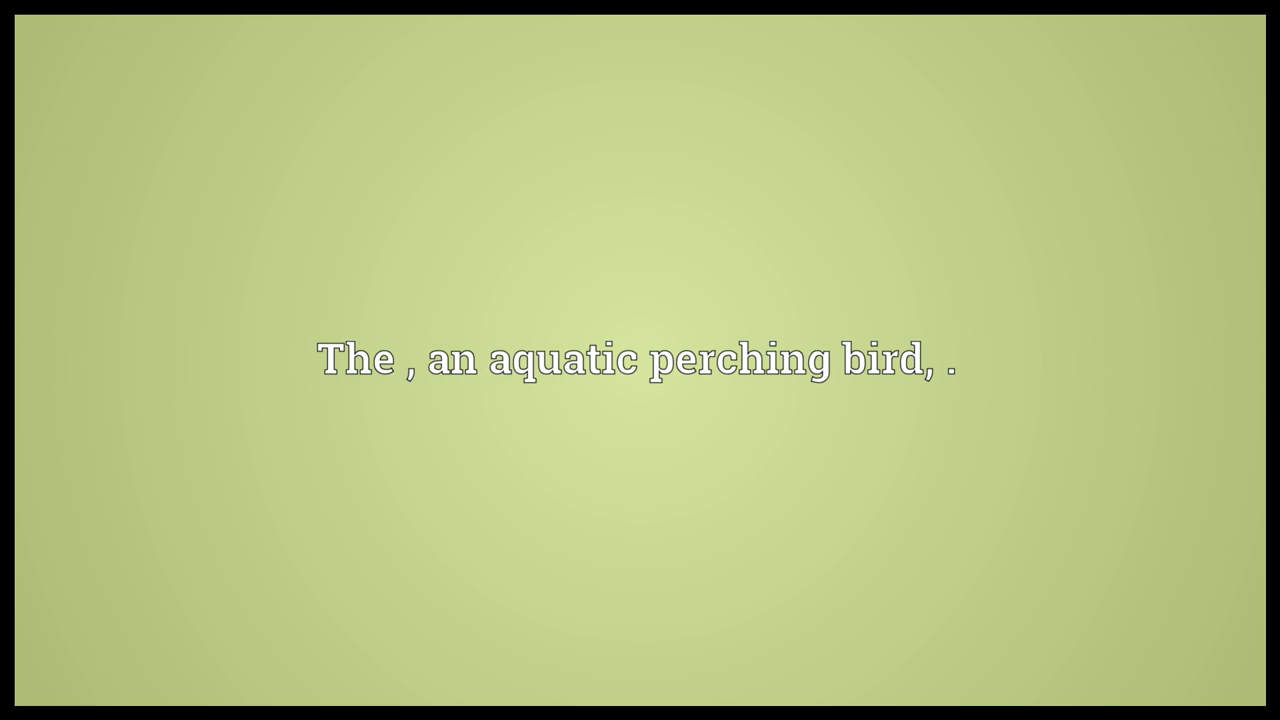 The , an aquatic perching bird, .